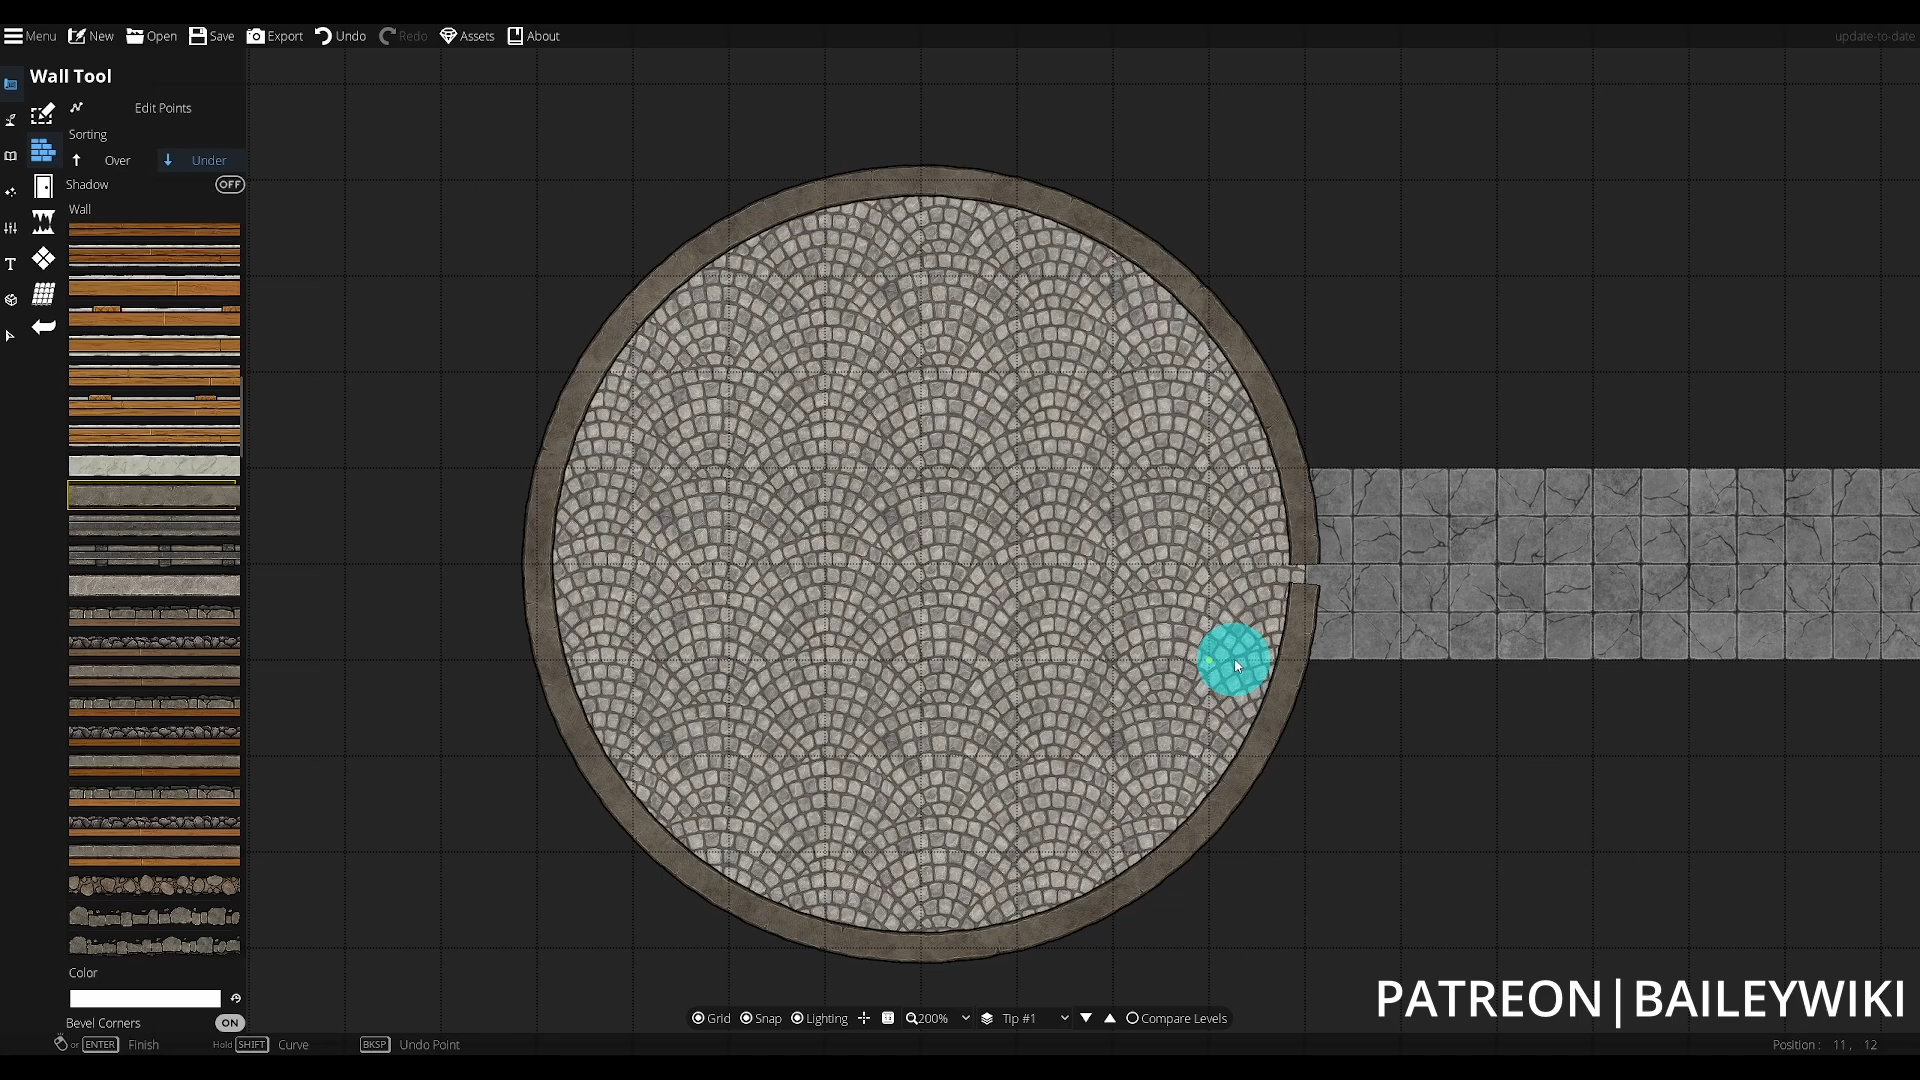 Menu New Open Save Export Undo Redo Assets About update-to-date
Wall Tool
Edit Points
Sorting
Over Under
Shadow OFF
Wall
Color
Bevel Corners ON
PATREON|BAILEYWIKI
Grid Snap Lighting 200% Tip #1 Compare Levels
or ENTER Finish Hold SHIFT Curve BKSP Undo Point Position : 11 , 12